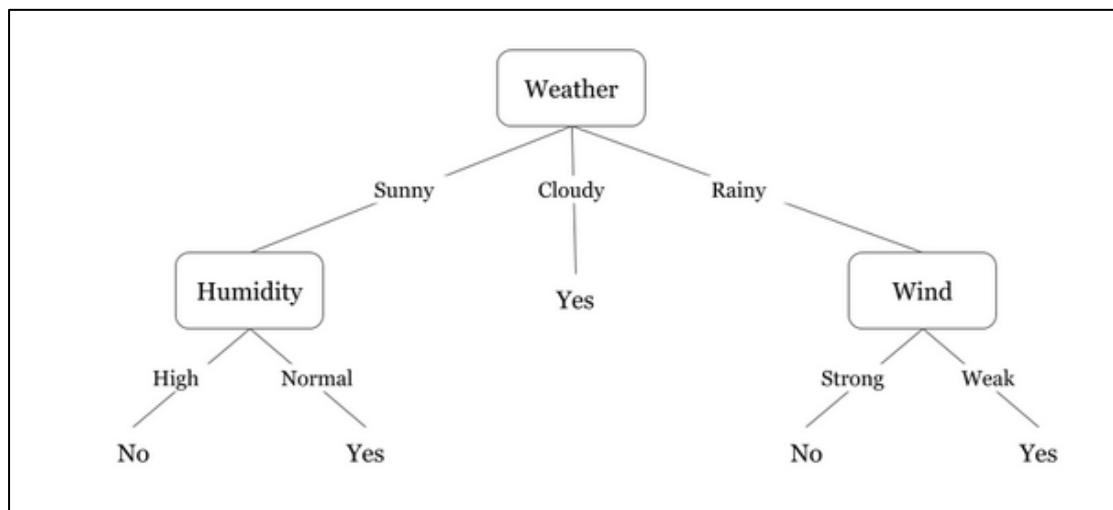 Weather
Sunny Cloudy Rainy
Humidity Yes Wind
High Normal Strong Weak
No Yes No Yes